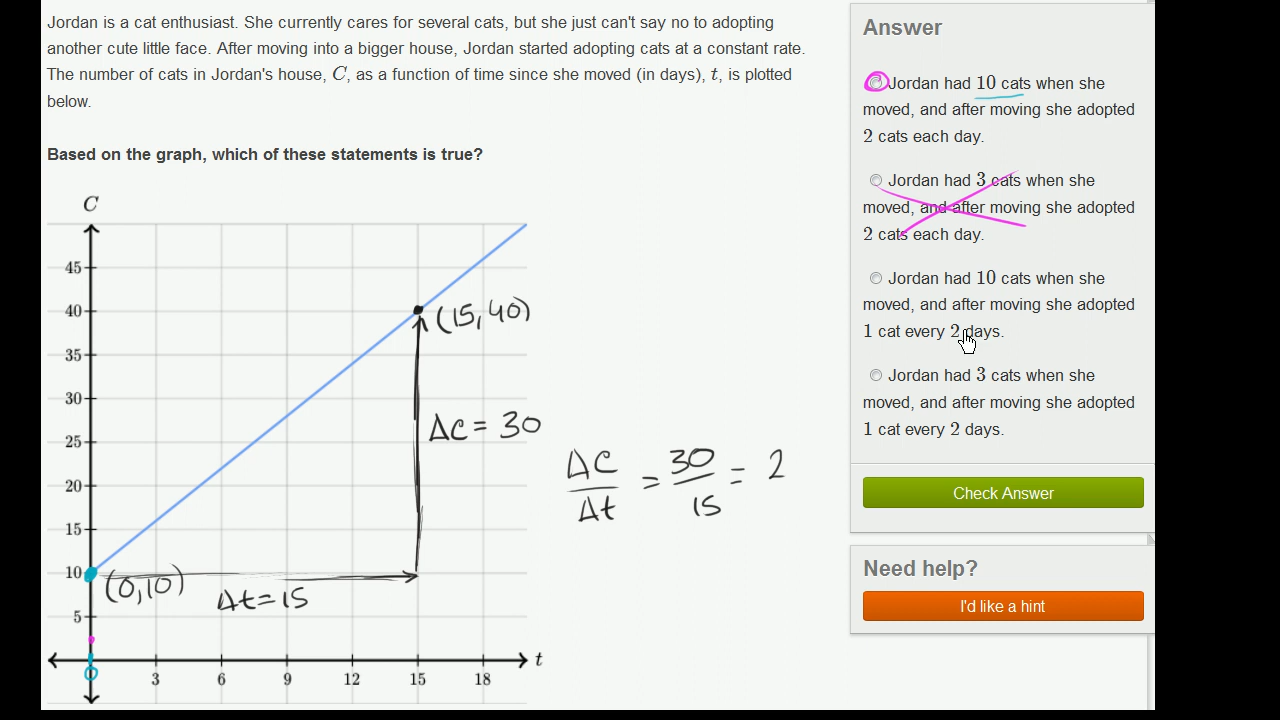 Jordan is a cat enthusiast. She currently cares for several cats, but she just can't say no to adopting
another cute little face. After moving into a bigger house, Jordan started adopting cats at a constant rate.
The number of cats in Jordan's house, C, as a function of time since she moved (in days), t, is plotted
below.
Based on the graph, which of these statements is true?
C
45
40
35
30
25
20
15
10
5
0
3
6
9
12
15
18
t
(15,40)
ΔC = 30
(0,10)
Δt=15
ΔC/Δt = 30/15 = 2
Answer
Jordan had 10 cats when she
moved, and after moving she adopted
2 cats each day.
Jordan had 3 cats when she
moved, and after moving she adopted
2 cats each day.
Jordan had 10 cats when she
moved, and after moving she adopted
1 cat every 2 days.
Jordan had 3 cats when she
moved, and after moving she adopted
1 cat every 2 days.
Check Answer
Need help?
I'd like a hint